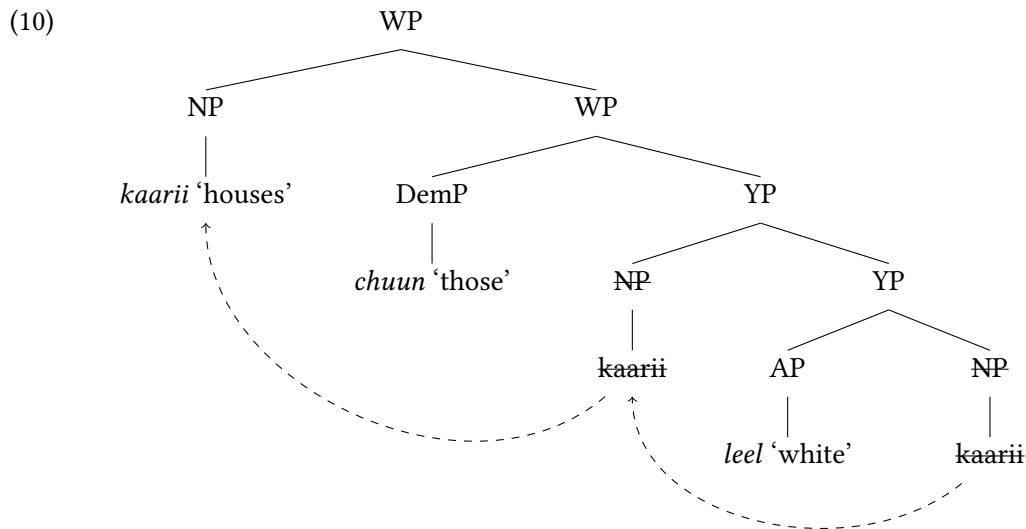 (10) WP
NP WP
kaarii ‘houses’ DemP YP
chuun ‘those’ NP YP
kaarii AP NP
leel ‘white’ kaarii